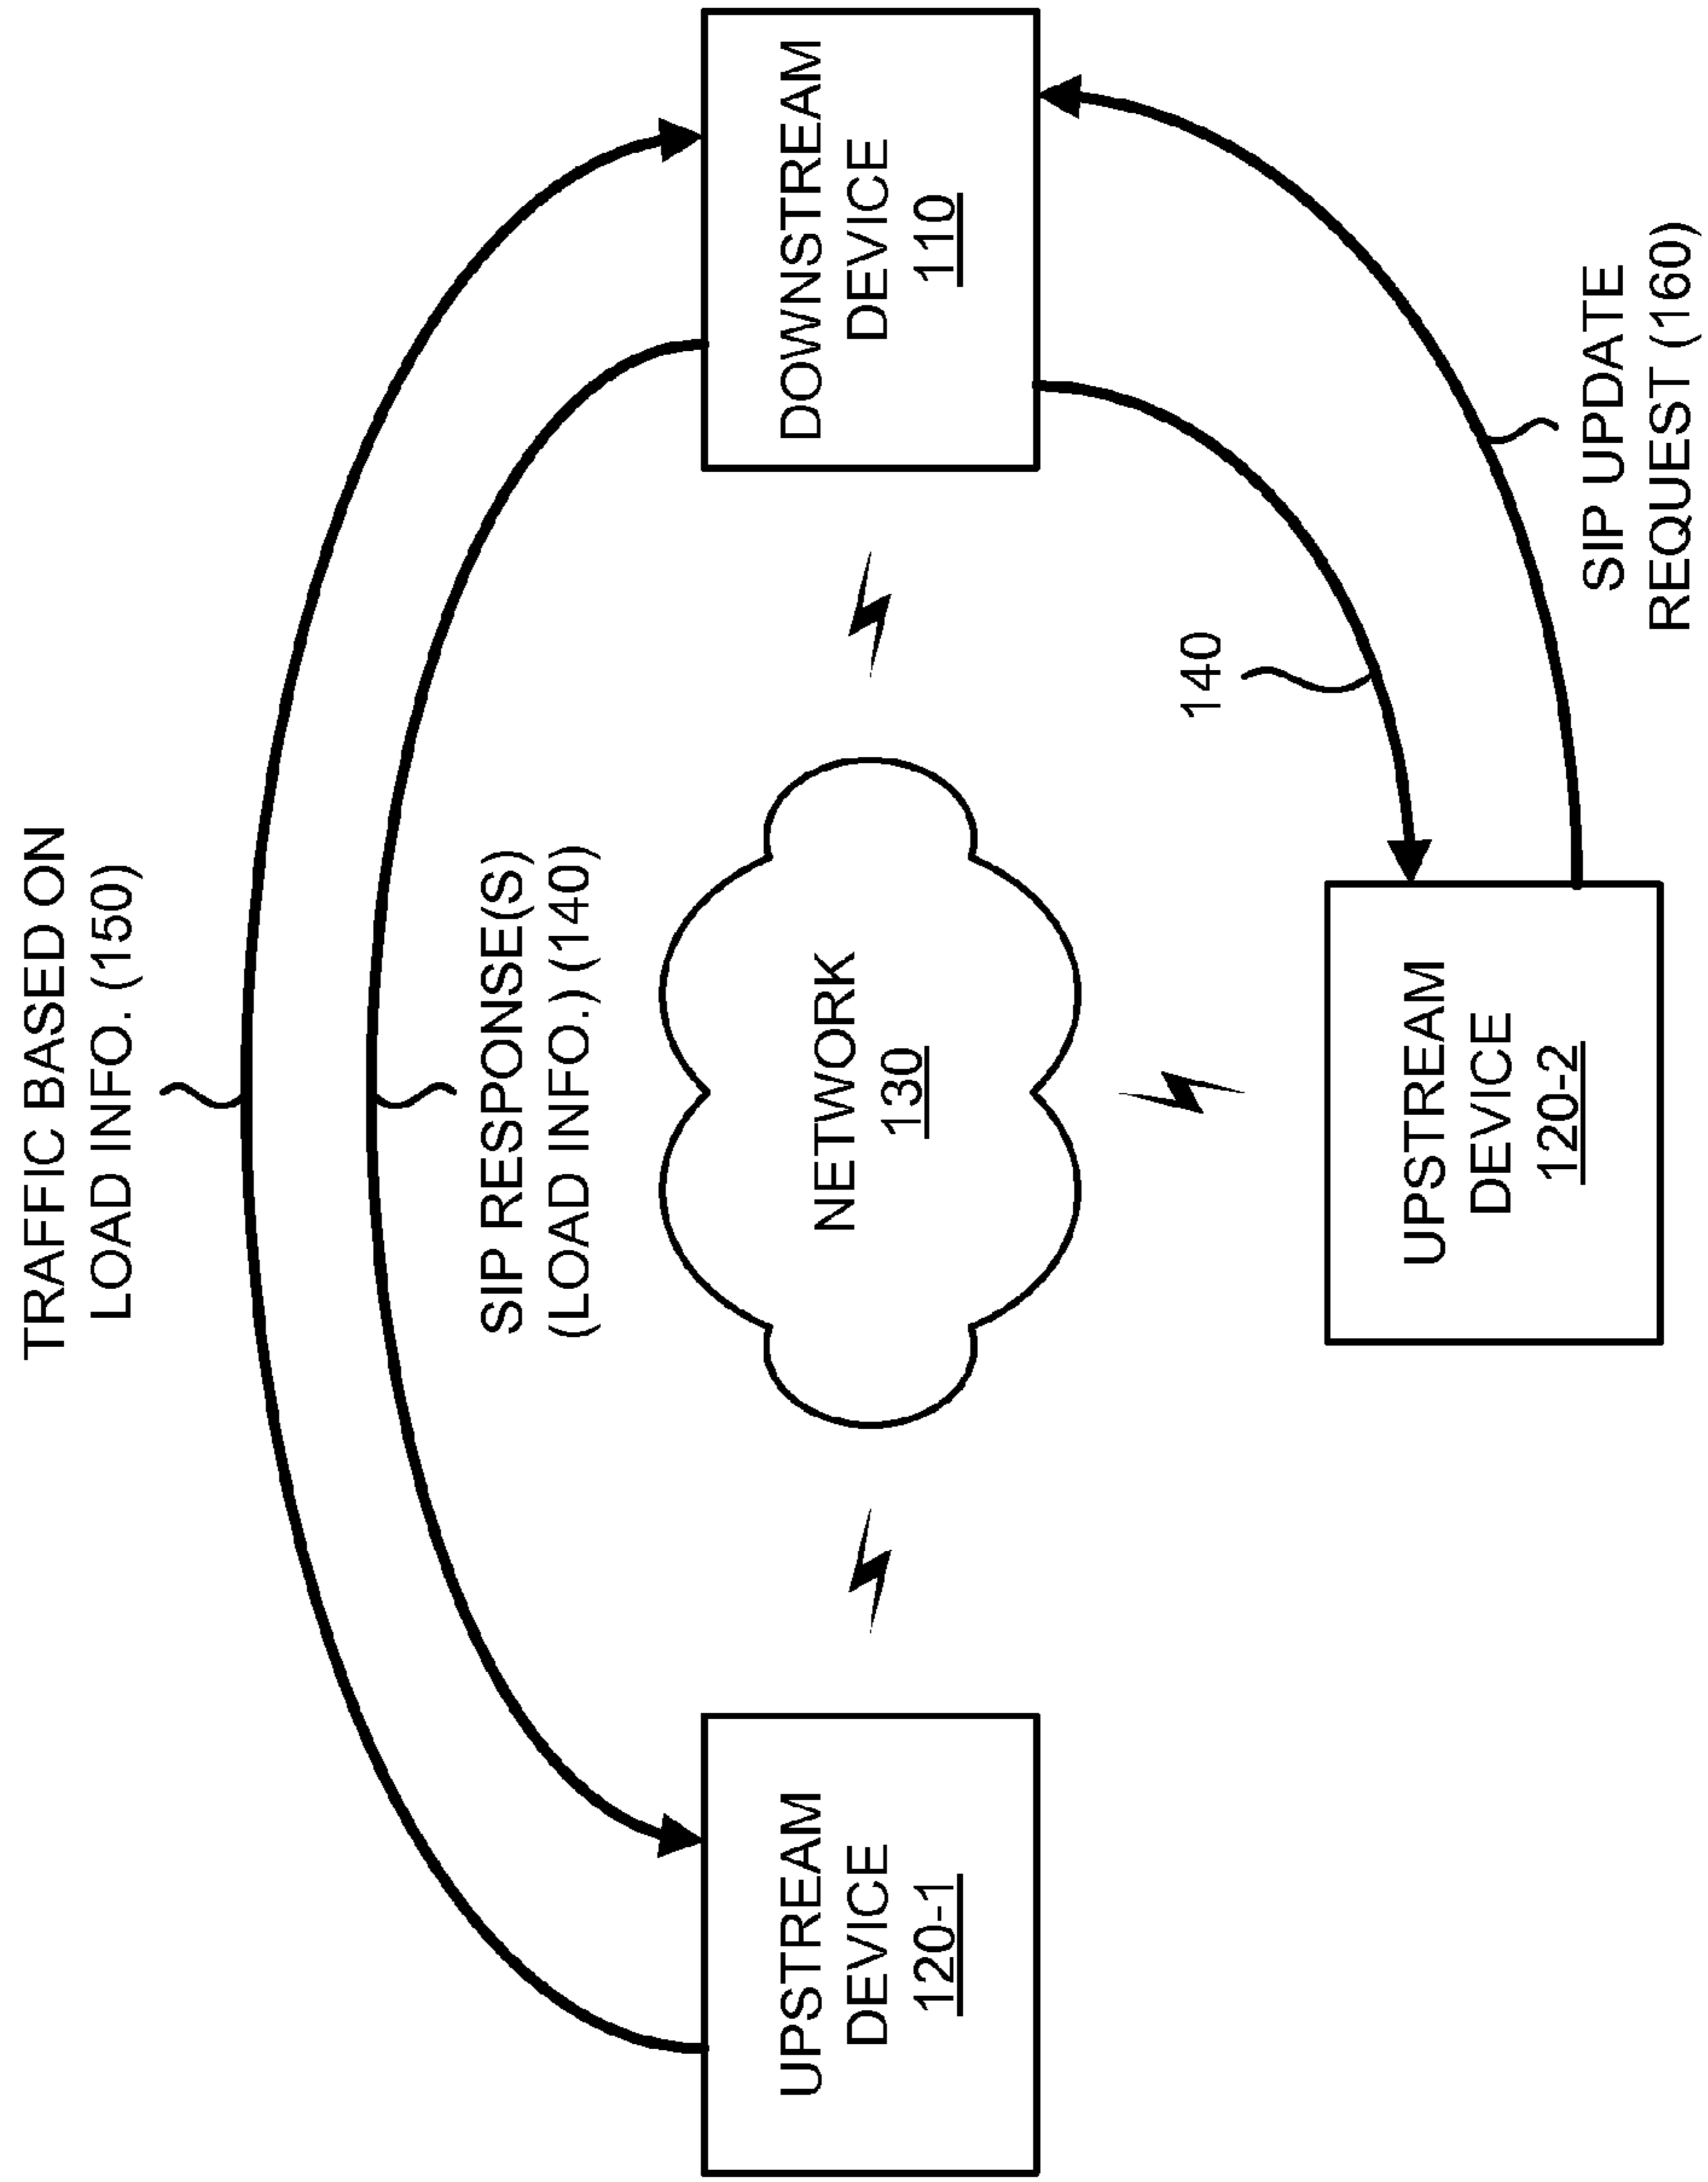 TRAFFIC BASED ON
LOAD INFO. (150)
SIP RESPONSE(S)
(LOAD INFO.) (140)
UPSTREAM
DEVICE
120-1
NETWORK
130
DOWNSTREAM
DEVICE
110
140
UPSTREAM
DEVICE
120-2
SIP UPDATE
REQUEST (160)